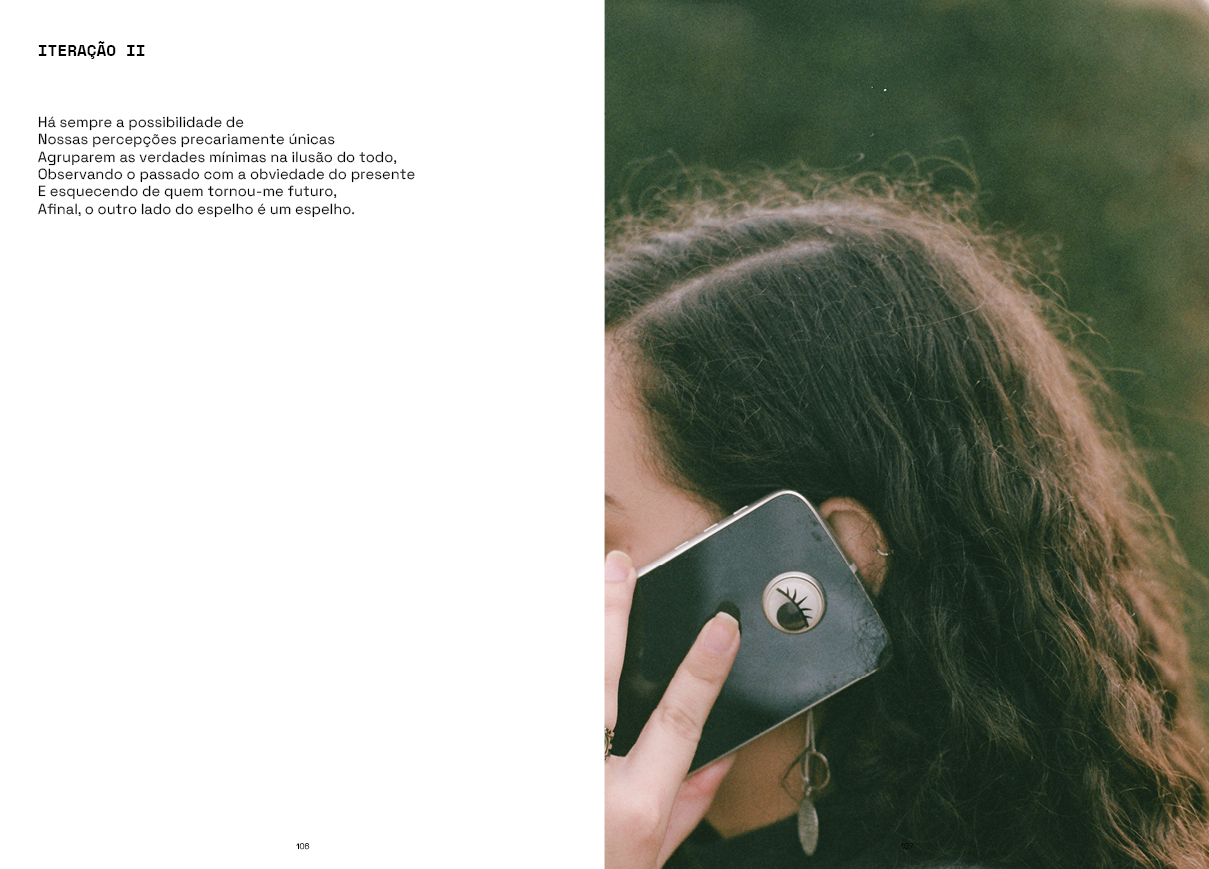 ITERAÇÃO II
Há sempre a possibilidade de
Nossas percepções precariamente únicas
Agruparem as verdades mínimas na ilusão do todo,
Observando o passado com a obviedade do presente
E esquecendo de quem tornou-me futuro,
Afinal, o outro lado do espelho é um espelho.
106